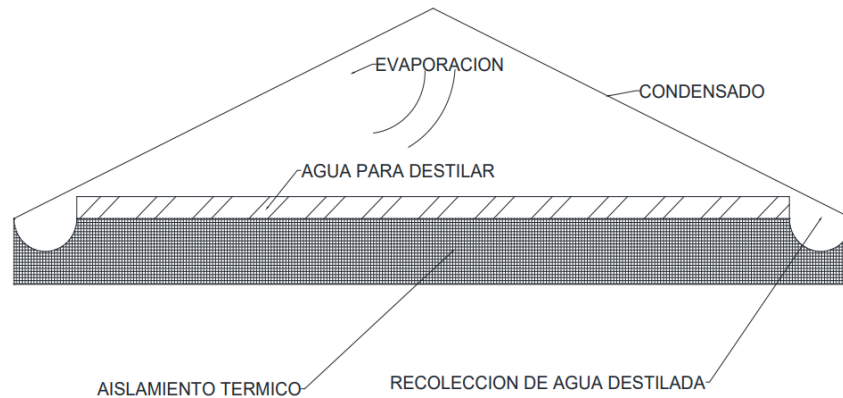 EVAPORACION
CONDENSADO
AGUA PARA DESTILAR
AISLAMIENTO TERMICO
RECOLECCION DE AGUA DESTILADA